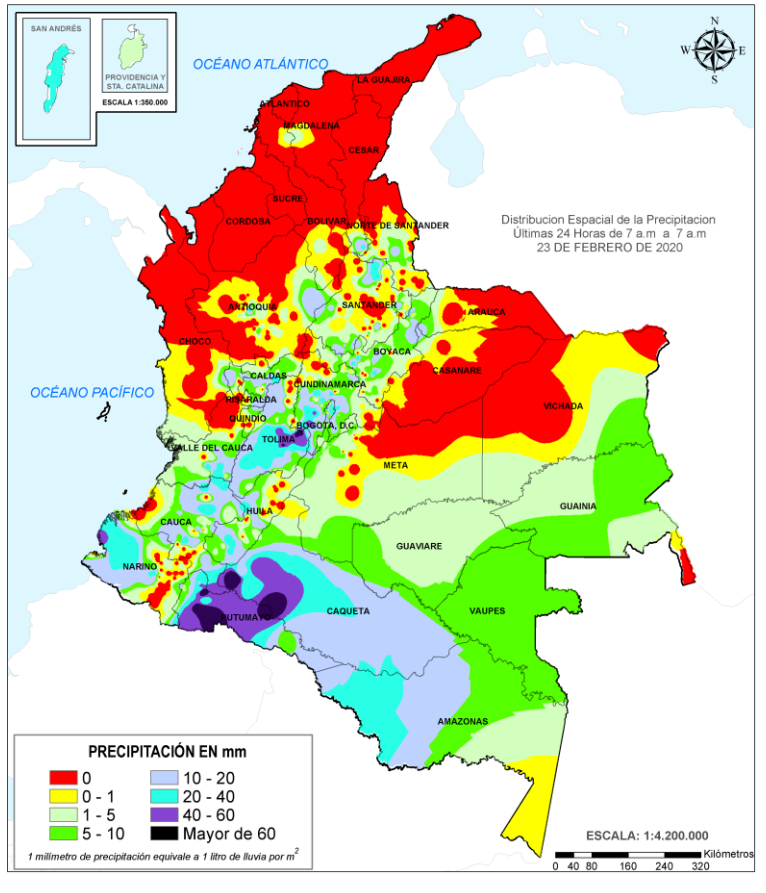 SAN ANDRÉS
PROVIDENCIA Y
STA. CATALINA
ESCALA 1:350.000
OCÉANO ATLÁNTICO
N
W
E
S
LA GUAJIRA
ATLANTICO
MAGDALENA
CESAR
SUCRE
CORDOBA
BOLIVAR
NORTE DE SANTANDER
Distribucion Espacial de la Precipitacion
Últimas 24 Horas de 7 a.m a 7 a.m
23 DE FEBRERO DE 2020
ANTIOQUIA
SANTANDER
ARAUCA
CHOCO
BOYACA
CASANARE
CALDAS
CUNDINAMARCA
OCÉANO PACÍFICO
RISARALDA
VICHADA
QUINDIO
BOGOTA, D.C.
TOLIMA
VALLE DEL CAUCA
META
GUAINIA
HUILA
CAUCA
GUAVIARE
NARIÑO
CAQUETA
VAUPES
PUTUMAYO
AMAZONAS
PRECIPITACIÓN EN mm
0
10 - 20
0 - 1
20 - 40
1 - 5
40 - 60
5 - 10
Mayor de 60
1 milimetro de precipitación equivale a 1 litro de lluvia por m²
ESCALA: 1:4.200.000
Kilómetros
0 40 80 160 240 320